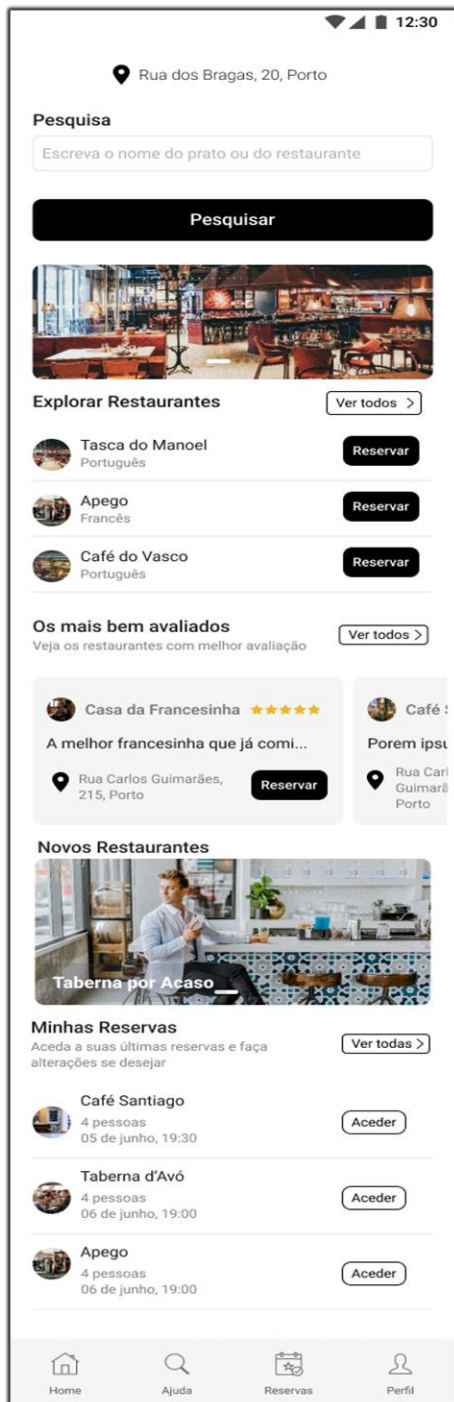 12:30
Rua dos Bragas, 20, Porto
Pesquisa
Escreva o nome do prato ou do restaurante
Pesquisar
Explorar Restaurantes
Ver todos >
Tasca do Manoel
Português
Reservar
Apego
Francês
Reservar
Café do Vasco
Português
Reservar
Os mais bem avaliados
Veja os restaurantes com melhor avaliação
Ver todos >
Casa da Francesinha
A melhor francesinha que já comi...
Rua Carlos Guimarães,
215, Porto
Reservar
Café
Porem ipsu
Rua Carl
Guimarã
Porto
Novos Restaurantes
Taberna por Acaso
Minhas Reservas
Aceda a suas últimas reservas e faça
alterações se desejar
Ver todas >
Café Santiago
4 pessoas
05 de junho, 19:30
Aceder
Taberna d'Avó
4 pessoas
06 de junho, 19:00
Aceder
Apego
4 pessoas
06 de junho, 19:00
Aceder
Home
Ajuda
Reservas
Perfil